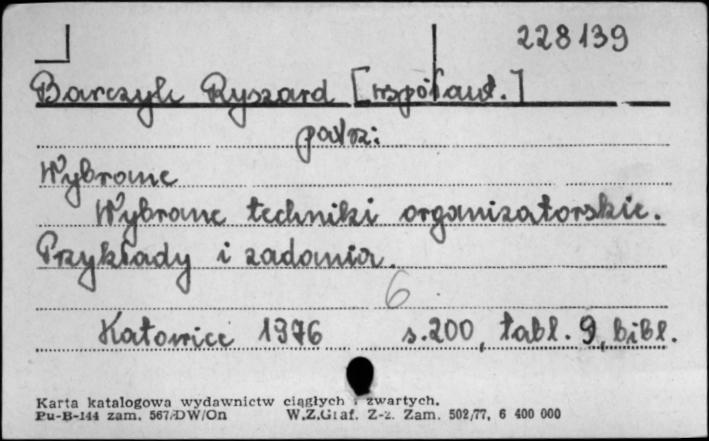 228139
Barczyk Ryszard [współaut.]
patrz:
Wybrane
Wybrane techniki organizatorskie.
Przykłady i zadania.
6
Katowice 1976 s.200, tabl. 9, bibl.
Karta katalogowa wydawnictw ciągłych i zwartych.
Pu-B-144 zam. 567/DW/On W.Z.Graf. Z-z. Zam. 502/77, 6 400 000